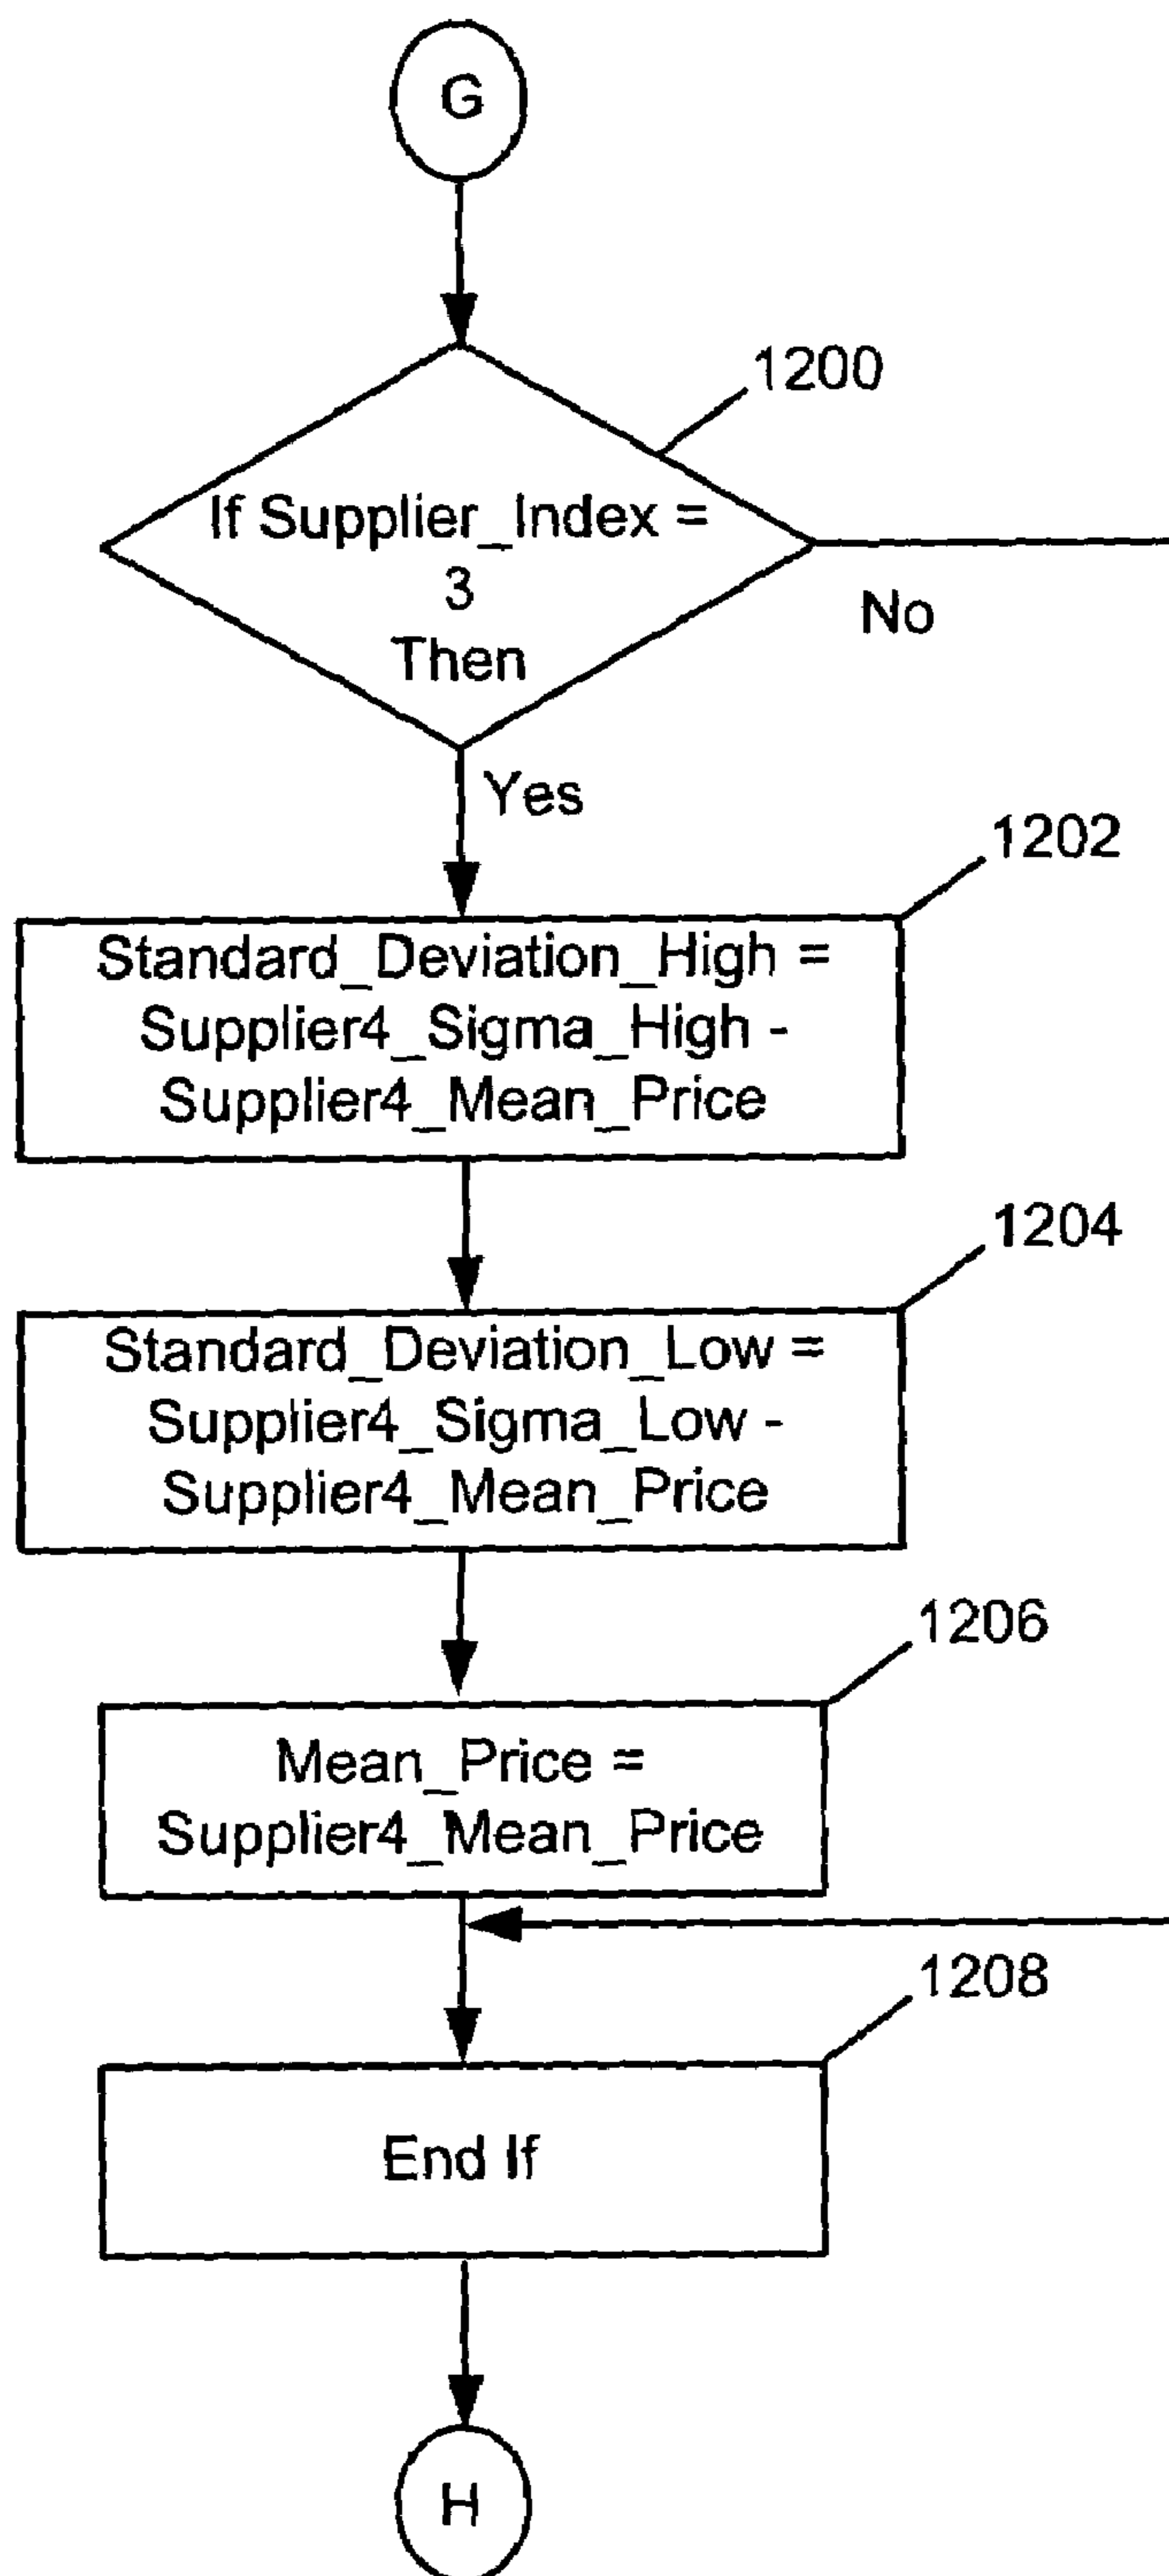 G
1200
If Supplier_Index =
3
Then
No
Yes
1202
Standard_Deviation_High =
Supplier4_Sigma_High -
Supplier4_Mean_Price
1204
Standard_Deviation_Low =
Supplier4_Sigma_Low -
Supplier4_Mean_Price
1206
Mean_Price =
Supplier4_Mean_Price
1208
End If
H